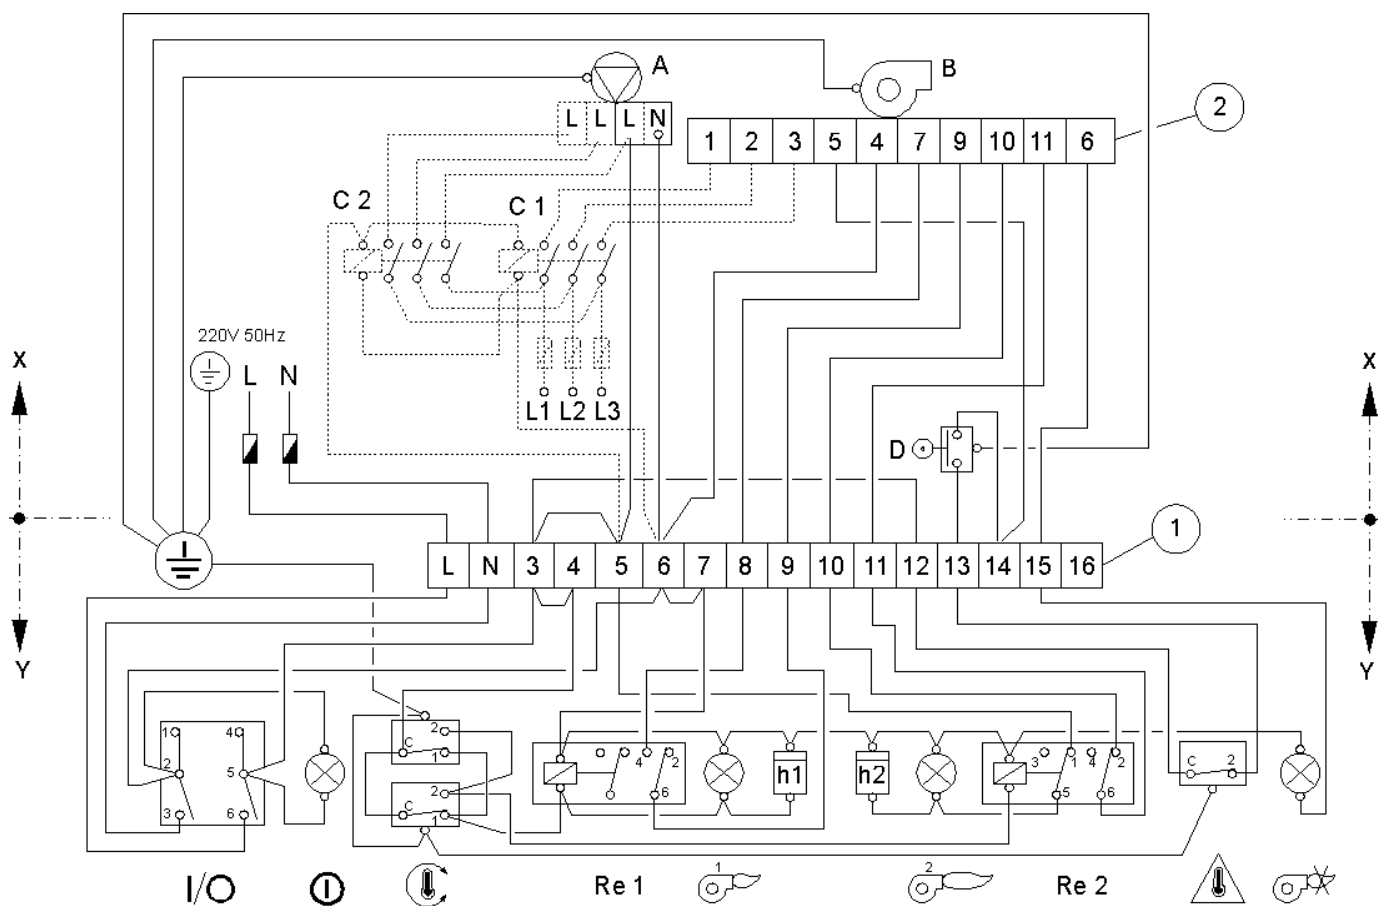 A
B
L L L N
1 2 3 5 4 7 9 10 11 6
2
C 2
C 1
220V 50Hz
L N
L1 L2 L3
D
X
X
1
L N 3 4 5 6 7 8 9 10 11 12 13 14 15 16
Y
Y
1 4
2 5
3 6
2
C 1
2
C 1
4 2
6
h1
h2
3 1 4 2
5 6
C 2
I/O
Re 1
1
2
Re 2